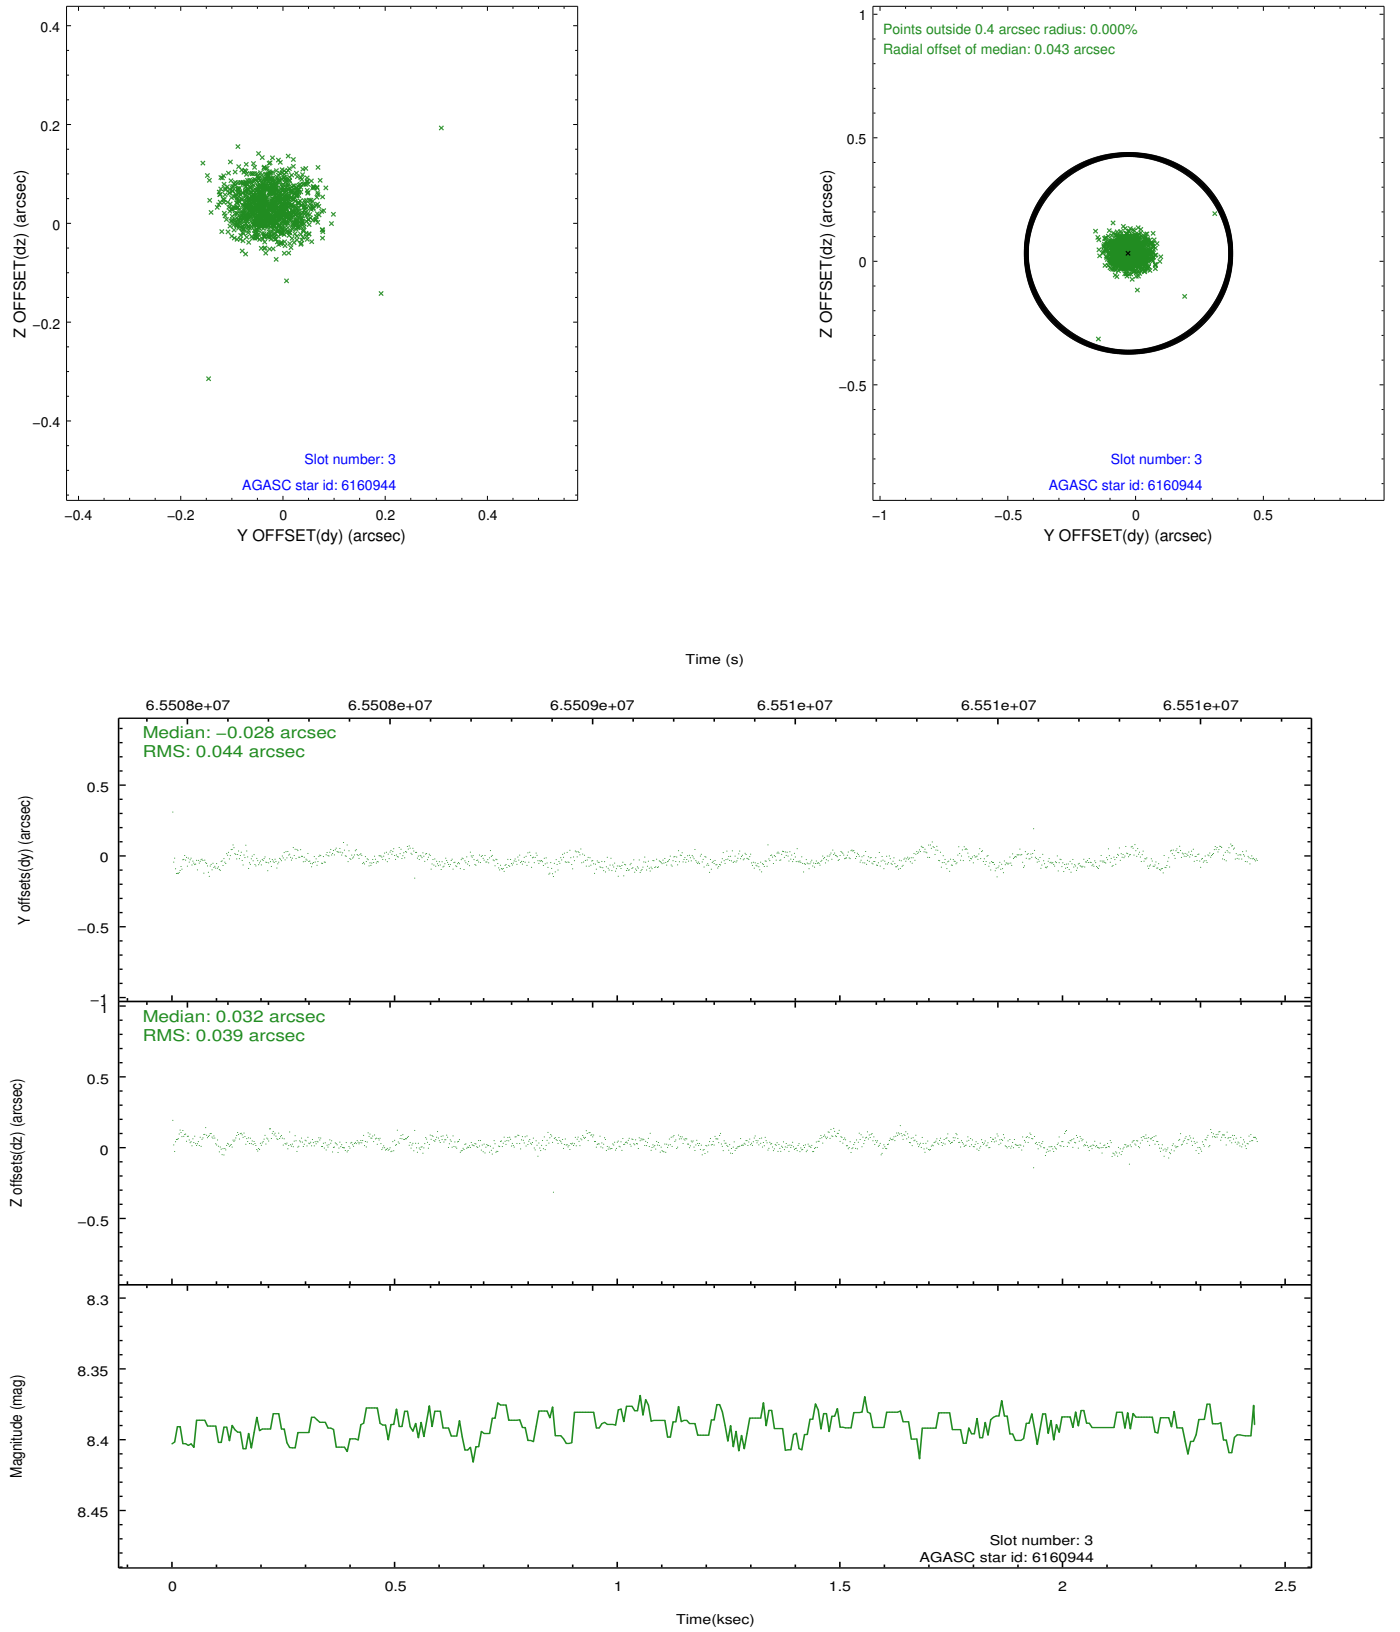 0.4
0.2
0
−0.2
−0.4
Z OFFSET(dz) (arcsec)
Slot number: 3
AGASC star id: 6160944
−0.4 −0.2 0 0.2 0.4
Y OFFSET(dy) (arcsec)
1
0.5
0
−0.5
Z OFFSET(dz) (arcsec)
Points outside 0.4 arcsec radius: 0.000%
Radial offset of median: 0.043 arcsec
Slot number: 3
AGASC star id: 6160944
−1 −0.5 0 0.5
Y OFFSET(dy) (arcsec)
Time (s)
6.5508e+07 6.5508e+07 6.5509e+07 6.551e+07 6.551e+07 6.551e+07
Median: −0.028 arcsec
RMS: 0.044 arcsec
0.5
0
−0.5
−1
Y offsets(dy) (arcsec)
Median: 0.032 arcsec
RMS: 0.039 arcsec
1
0.5
0
−0.5
Z offsets(dz) (arcsec)
8.3
8.35
8.4
8.45
Magnitude (mag)
Slot number: 3
AGASC star id: 6160944
0 0.5 1 1.5 2 2.5
Time(ksec)